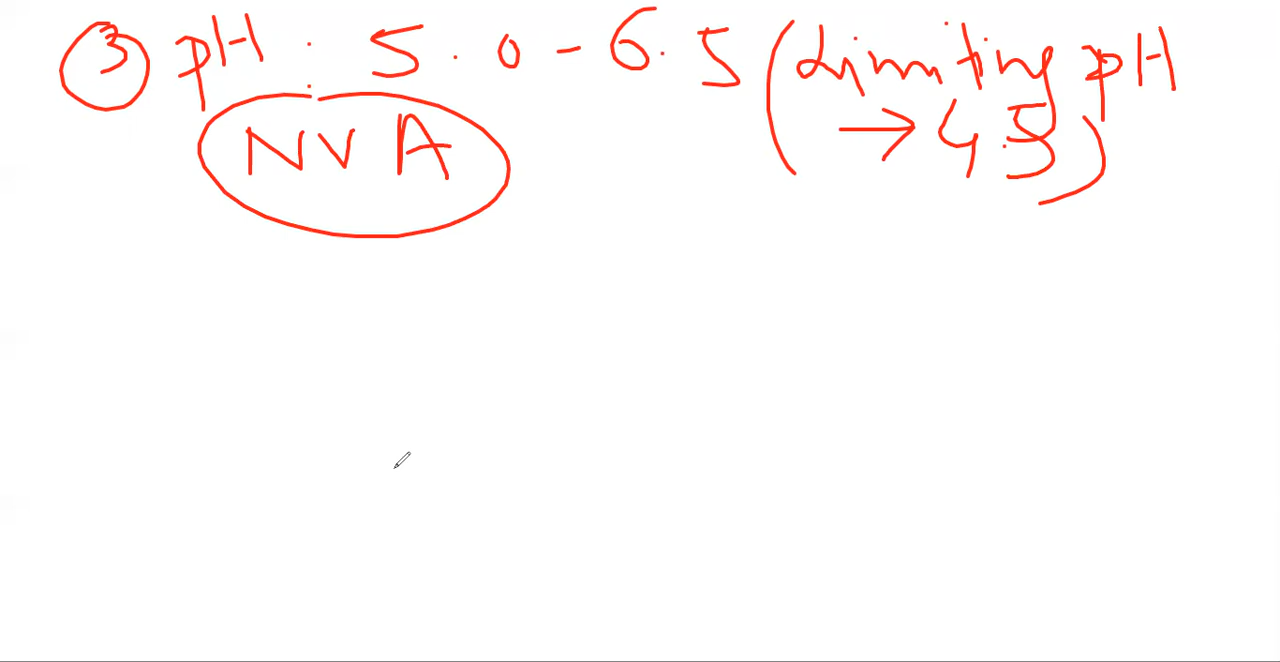 ③ pH : 5.0 - 6.5 (Limiting pH
→ 4.5)
NVA